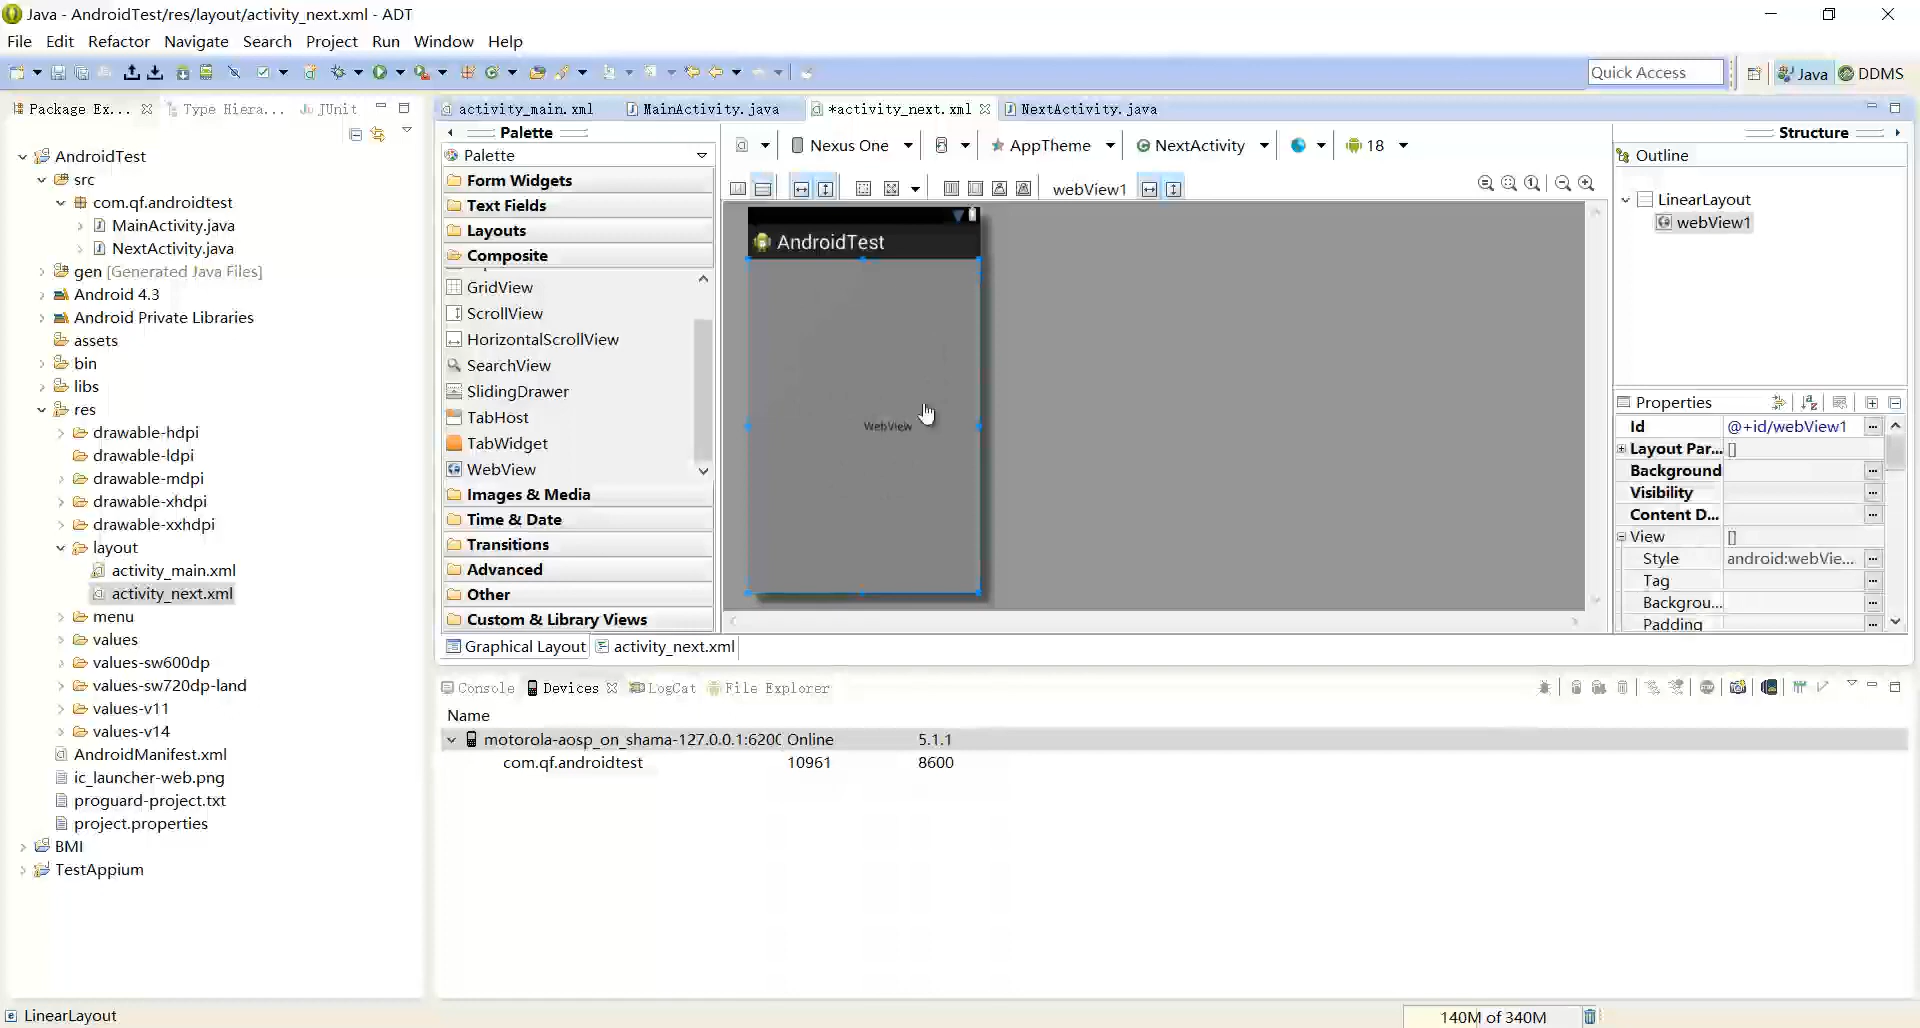 Java - AndroidTest/res/layout/activity_next.xml - ADT
File Edit Refactor Navigate Search Project Run Window Help
Quick Access
Java
DDMS
Package Ex...
Type Hiera...
JUnit
AndroidTest
src
com.qf.androidtest
MainActivity.java
NextActivity.java
gen [Generated Java Files]
Android 4.3
Android Private Libraries
assets
bin
libs
res
drawable-hdpi
drawable-ldpi
drawable-mdpi
drawable-xhdpi
drawable-xxhdpi
layout
activity_main.xml
activity_next.xml
menu
values
values-sw600dp
values-sw720dp-land
values-v11
values-v14
AndroidManifest.xml
ic_launcher-web.png
proguard-project.txt
project.properties
BMI
TestAppium
activity_main.xml
MainActivity.java
*activity_next.xml
NextActivity.java
Palette
Palette
Form Widgets
Text Fields
Layouts
Composite
GridView
ScrollView
HorizontalScrollView
SearchView
SlidingDrawer
TabHost
TabWidget
WebView
Images & Media
Time & Date
Transitions
Advanced
Other
Custom & Library Views
Graphical Layout
activity_next.xml
Nexus One
AppTheme
NextActivity
18
webView1
AndroidTest
WebView
Structure
Outline
LinearLayout
webView1
Properties
Id @+id/webView1
Layout Par... []
Background
Visibility
Content D...
View []
Style android:webVie...
Tag
Backgrou...
Padding
Console
Devices
LogCat
File Explorer
Name
motorola-aosp_on_shama-127.0.0.1:6200 Online 5.1.1
com.qf.androidtest 10961 8600
LinearLayout
140M of 340M